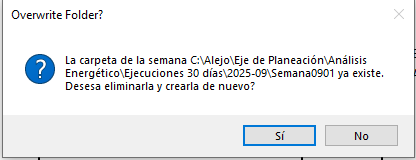 Overwrite Folder?
La carpeta de la semana C:\Alejo\Eje de Planeación\Análisis
Energético\Ejecuciones 30 días\2025-09\Semana0901 ya existe.
Desesa eliminarla y crearla de nuevo?
Sí
No